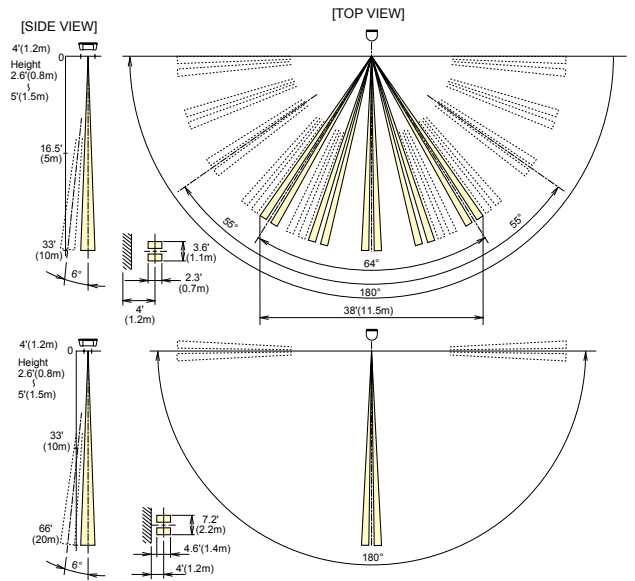 [SIDE VIEW]
[TOP VIEW]
4'(1.2m)
0
Height
2.6'(0.8m)
~
5'(1.5m)
16.5'
(5m)
33'
(10m)
6°
3.6'
(1.1m)
2.3'
(0.7m)
4'
(1.2m)
55°
55°
64°
180°
38'(11.5m)
4'(1.2m)
0
Height
2.6'(0.8m)
~
5'(1.5m)
33'
(10m)
66'
(20m)
6°
7.2'
(2.2m)
4.6'(1.4m)
4'(1.2m)
180°